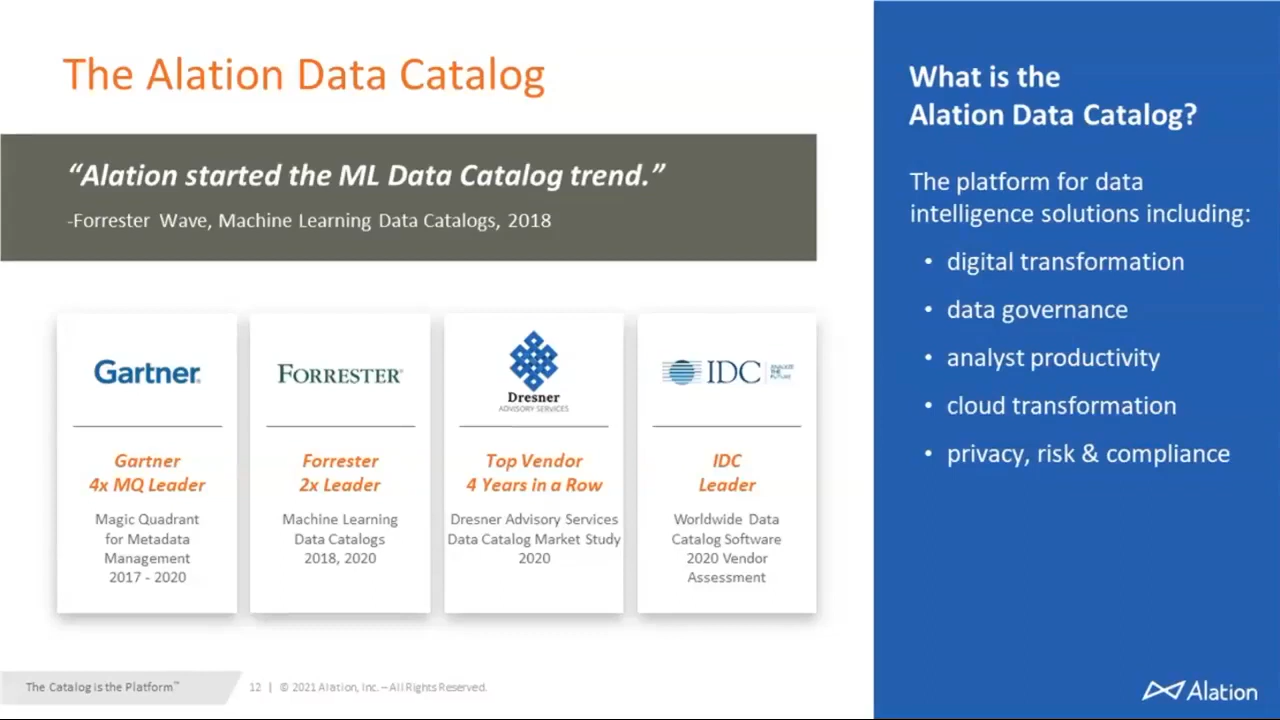 The Alation Data Catalog
“Alation started the ML Data Catalog trend.”
-Forrester Wave, Machine Learning Data Catalogs, 2018
Gartner®
Gartner
4x MQ Leader
Magic Quadrant
for Metadata
Management
2017 - 2020
FORRESTER®
Forrester
2x Leader
Machine Learning
Data Catalogs
2018, 2020
Dresner
ADVISORY SERVICES
Top Vendor
4 Years in a Row
Dresner Advisory Services
Data Catalog Market Study
2020
IDC
ANALYZE
THE
FUTURE
IDC
Leader
Worldwide Data
Catalog Software
2020 Vendor
Assessment
What is the
Alation Data Catalog?
The platform for data
intelligence solutions including:
• digital transformation
• data governance
• analyst productivity
• cloud transformation
• privacy, risk & compliance
The Catalog is the Platform™
12 | © 2021 Alation, Inc. – All Rights Reserved.
Alation